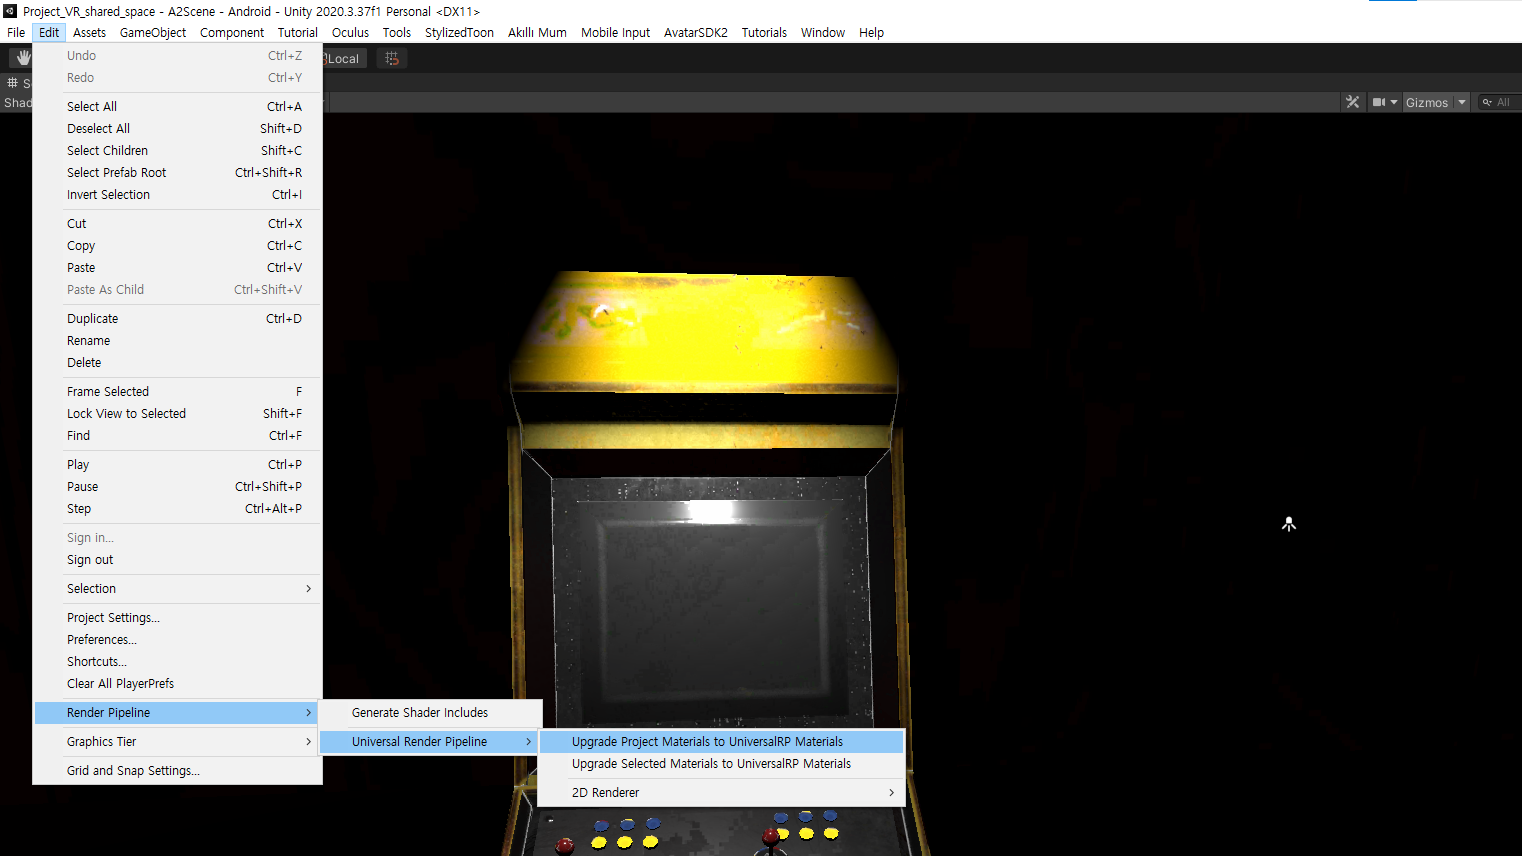 Project_VR_shared_space - A2Scene - Android - Unity 2020.3.37f1 Personal <DX11>
File Edit Assets GameObject Component Tutorial Oculus Tools StylizedToon Akıllı Mum Mobile Input AvatarSDK2 Tutorials Window Help
Undo Ctrl+Z
Local
Redo Ctrl+Y
Shad
Gizmos
All
Select All Ctrl+A
Deselect All Shift+D
Select Children Shift+C
Select Prefab Root Ctrl+Shift+R
Invert Selection Ctrl+I
Cut Ctrl+X
Copy Ctrl+C
Paste Ctrl+V
Paste As Child Ctrl+Shift+V
Duplicate Ctrl+D
Rename
Delete
Frame Selected F
Lock View to Selected Shift+F
Find Ctrl+F
Play Ctrl+P
Pause Ctrl+Shift+P
Step Ctrl+Alt+P
Sign in...
Sign out
Selection
Project Settings...
Preferences...
Shortcuts...
Clear All PlayerPrefs
Render Pipeline
Generate Shader Includes
Graphics Tier
Universal Render Pipeline
Upgrade Project Materials to UniversalRP Materials
Upgrade Selected Materials to UniversalRP Materials
Grid and Snap Settings...
2D Renderer